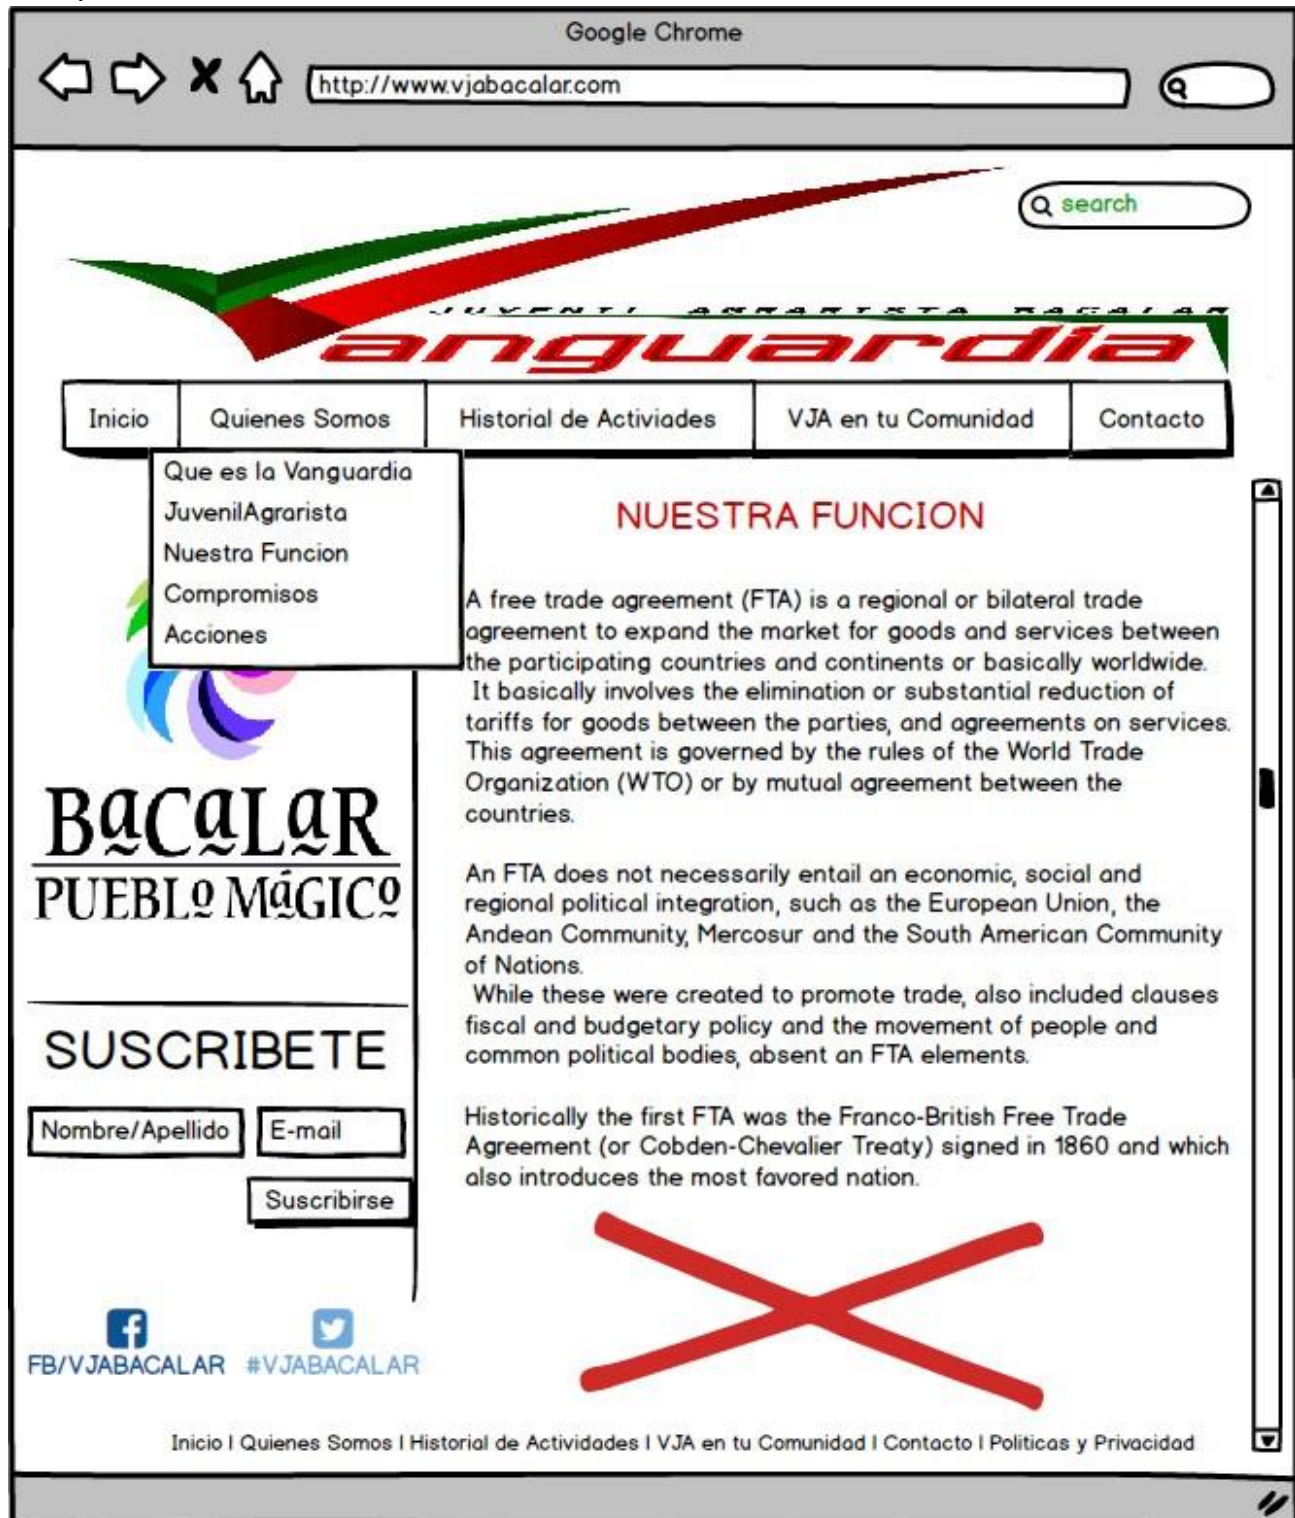 Google Chrome
http://www.vjabacalar.com
search
JUVENIL AGRARISTA BACALAR
Vanguardia
Inicio
Quienes Somos
Historial de Activiades
VJA en tu Comunidad
Contacto
Que es la Vanguardia
JuvenilAgrarista
Nuestra Funcion
Compromisos
Acciones
BaCaLaR
PUEBLo MáGICo
SUSCRIBETE
Nombre/Apellido
E-mail
Suscribirse
FB/VJABACALAR
#VJABACALAR
NUESTRA FUNCION
A free trade agreement (FTA) is a regional or bilateral trade
agreement to expand the market for goods and services between
the participating countries and continents or basically worldwide.
It basically involves the elimination or substantial reduction of
tariffs for goods between the parties, and agreements on services.
This agreement is governed by the rules of the World Trade
Organization (WTO) or by mutual agreement between the
countries.
An FTA does not necessarily entail an economic, social and
regional political integration, such as the European Union, the
Andean Community, Mercosur and the South American Community
of Nations.
While these were created to promote trade, also included clauses
fiscal and budgetary policy and the movement of people and
common political bodies, absent an FTA elements.
Historically the first FTA was the Franco-British Free Trade
Agreement (or Cobden-Chevalier Treaty) signed in 1860 and which
also introduces the most favored nation.
Inicio | Quienes Somos | Historial de Actividades | VJA en tu Comunidad | Contacto | Politicas y Privacidad